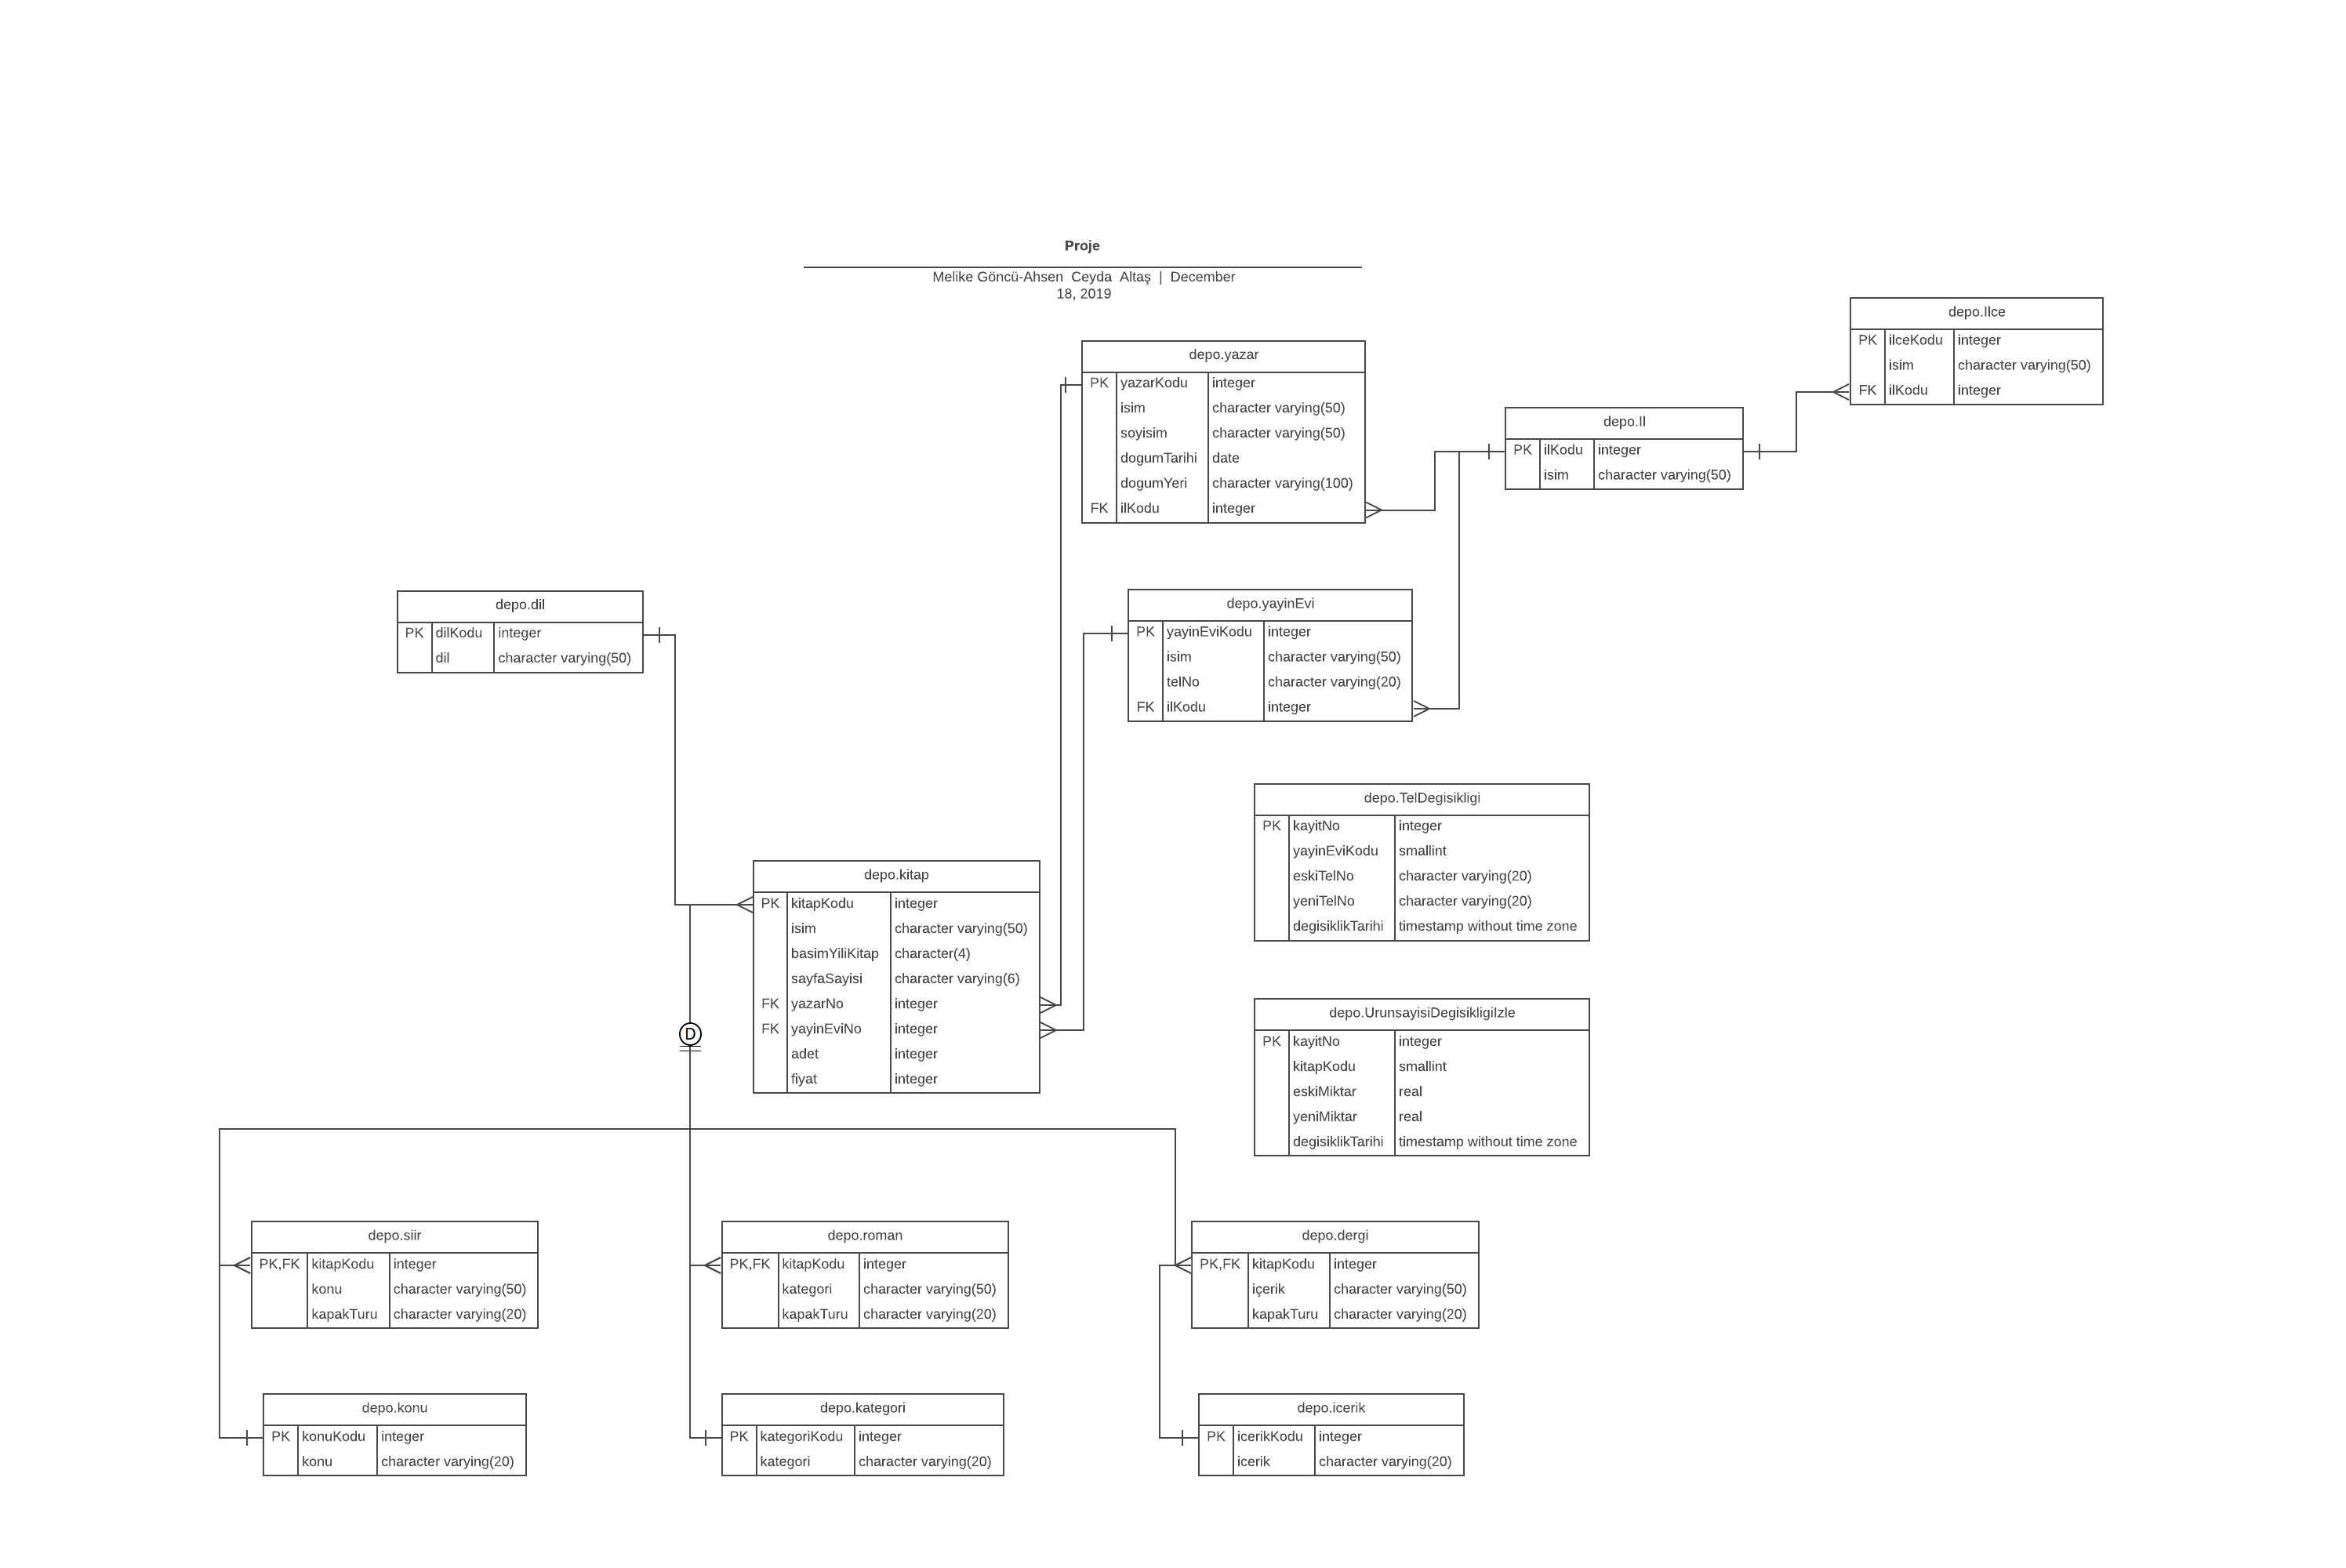 Proje
Melike Göncü-Ahsen Ceyda Altaş | December
18, 2019
depo.Ilce
PK ilceKodu integer
isim character varying(50)
FK ilKodu integer
depo.yazar
PK yazarKodu integer
isim character varying(50)
soyisim character varying(50)
dogumTarihi date
dogumYeri character varying(100)
FK ilKodu integer
depo.Il
PK ilKodu integer
isim character varying(50)
depo.dil
PK dilKodu integer
dil character varying(50)
depo.yayinEvi
PK yayinEviKodu integer
isim character varying(50)
telNo character varying(20)
FK ilKodu integer
depo.TelDegisikligi
PK kayitNo integer
yayinEviKodu smallint
eskiTelNo character varying(20)
yeniTelNo character varying(20)
degisiklikTarihi timestamp without time zone
depo.kitap
PK kitapKodu integer
isim character varying(50)
basimYiliKitap character(4)
sayfaSayisi character varying(6)
FK yazarNo integer
FK yayinEviNo integer
adet integer
fiyat integer
D
depo.UrunsayisiDegisikligiIzle
PK kayitNo integer
kitapKodu smallint
eskiMiktar real
yeniMiktar real
degisiklikTarihi timestamp without time zone
depo.siir
PK,FK kitapKodu integer
konu character varying(50)
kapakTuru character varying(20)
depo.roman
PK,FK kitapKodu integer
kategori character varying(50)
kapakTuru character varying(20)
depo.dergi
PK,FK kitapKodu integer
içerik character varying(50)
kapakTuru character varying(20)
depo.konu
PK konuKodu integer
konu character varying(20)
depo.kategori
PK kategoriKodu integer
kategori character varying(20)
depo.icerik
PK icerikKodu integer
icerik character varying(20)